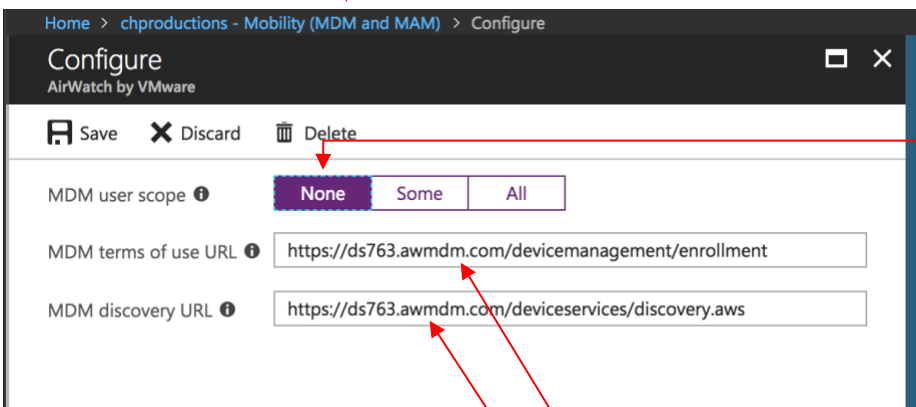 Home > chproductions - Mobility (MDM and MAM) > Configure
Configure
AirWatch by VMware
Save Discard Delete
MDM user scope None Some All
MDM terms of use URL https://ds763.awmdm.com/devicemanagement/enrollment
MDM discovery URL https://ds763.awmdm.com/deviceservices/discovery.aws